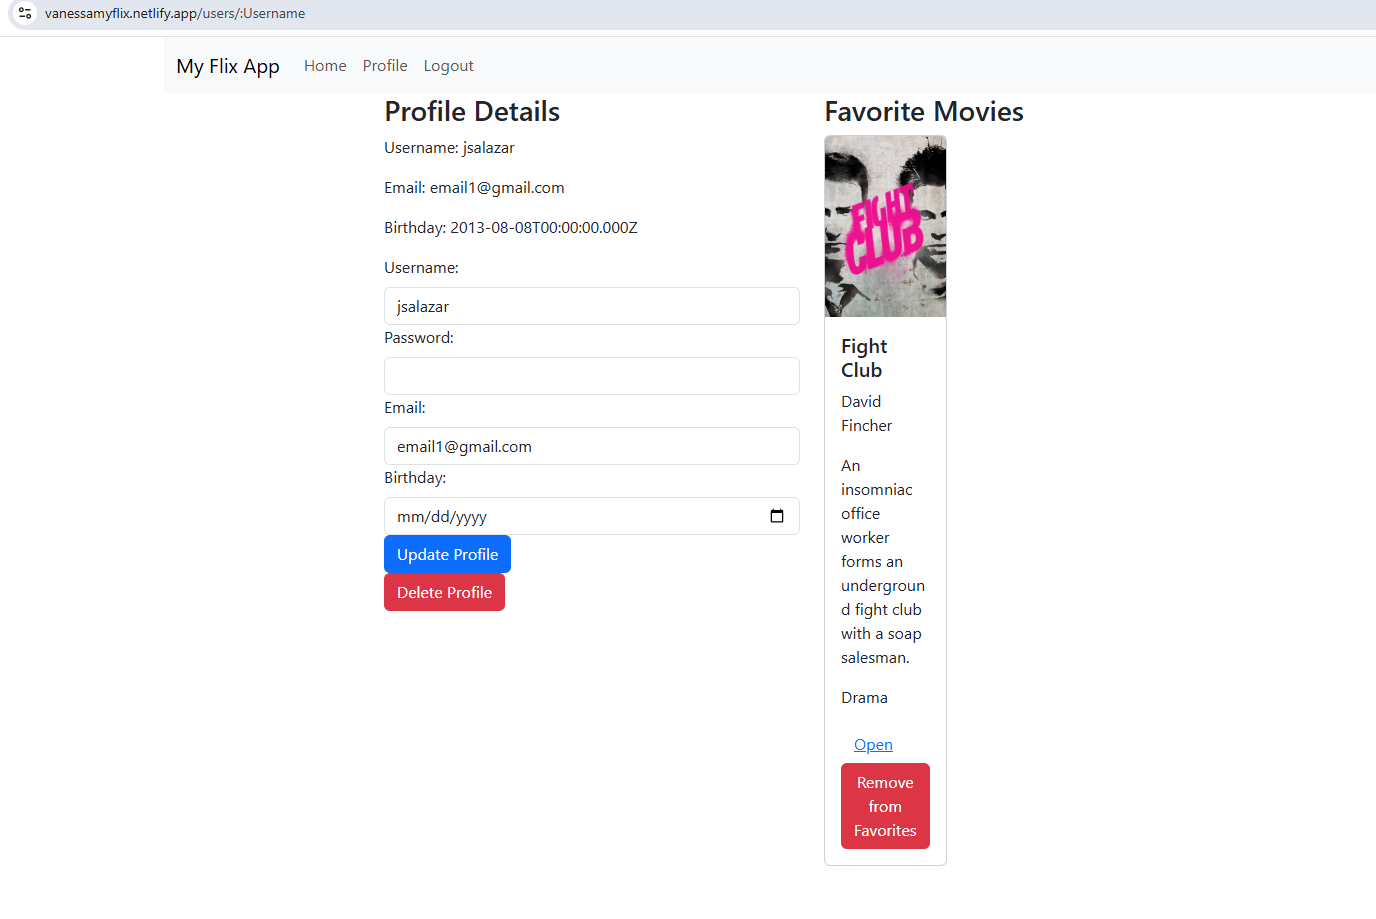 vanessamyflix.netlify.app/users/:Username
My Flix App Home Profile Logout
Profile Details
Username: jsalazar
Email: email1@gmail.com
Birthday: 2013-08-08T00:00:00.000Z
Username:
jsalazar
Password:
Email:
email1@gmail.com
Birthday:
mm/dd/yyyy
Update Profile
Delete Profile
Favorite Movies
FIGHT
CLUB
Fight
Club
David
Fincher
An
insomniac
office
worker
forms an
undergroun
d fight club
with a soap
salesman.
Drama
Open
Remove
from
Favorites